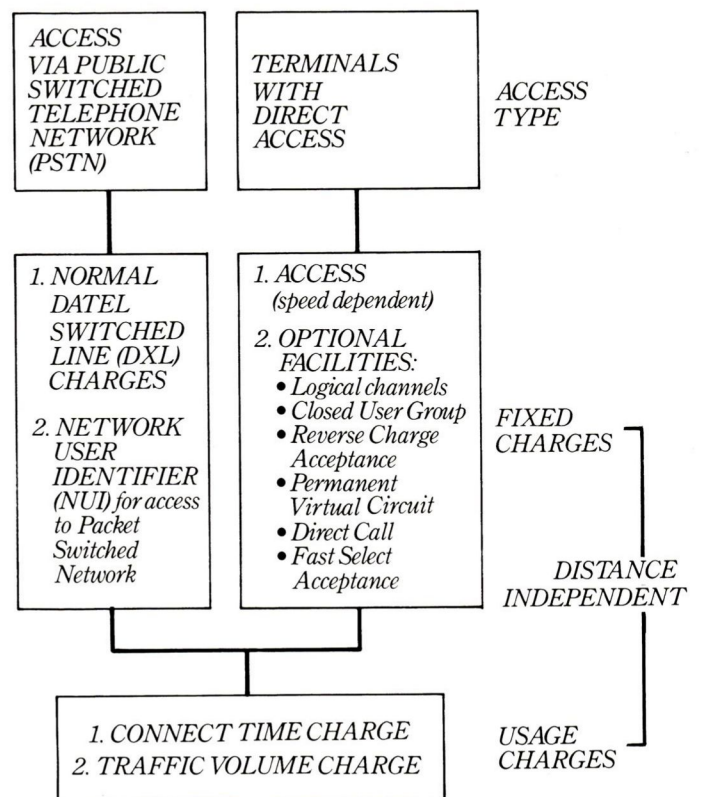 ACCESS
VIA PUBLIC
SWITCHED
TELEPHONE
NETWORK
(PSTN)
TERMINALS
WITH
DIRECT
ACCESS
ACCESS
TYPE
1. NORMAL
DATEL
SWITCHED
LINE (DXL)
CHARGES
2. NETWORK
USER
IDENTIFIER
(NUI) for access
to Packet
Switched
Network
1. ACCESS
(speed dependent)
2. OPTIONAL
FACILITIES:
• Logical channels
• Closed User Group
• Reverse Charge
Acceptance
• Permanent
Virtual Circuit
• Direct Call
• Fast Select
Acceptance
FIXED
CHARGES
DISTANCE
INDEPENDENT
1. CONNECT TIME CHARGE
2. TRAFFIC VOLUME CHARGE
USAGE
CHARGES